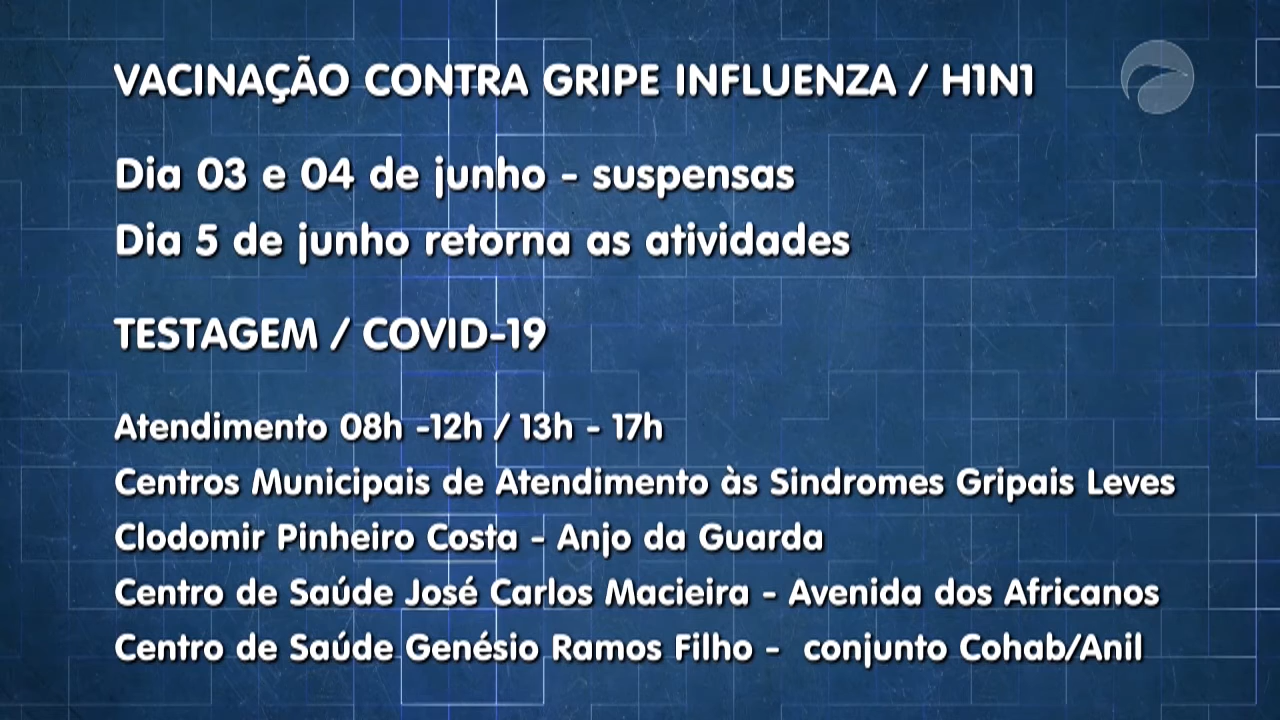 VACINAÇÃO CONTRA GRIPE INFLUENZA / H1N1
Dia 03 e 04 de junho - suspensas
Dia 5 de junho retorna as atividades
TESTAGEM / COVID-19
Atendimento 08h -12h / 13h - 17h
Centros Municipais de Atendimento às Sindromes Gripais Leves
Clodomir Pinheiro Costa - Anjo da Guarda
Centro de Saúde José Carlos Macieira - Avenida dos Africanos
Centro de Saúde Genésio Ramos Filho - conjunto Cohab/Anil